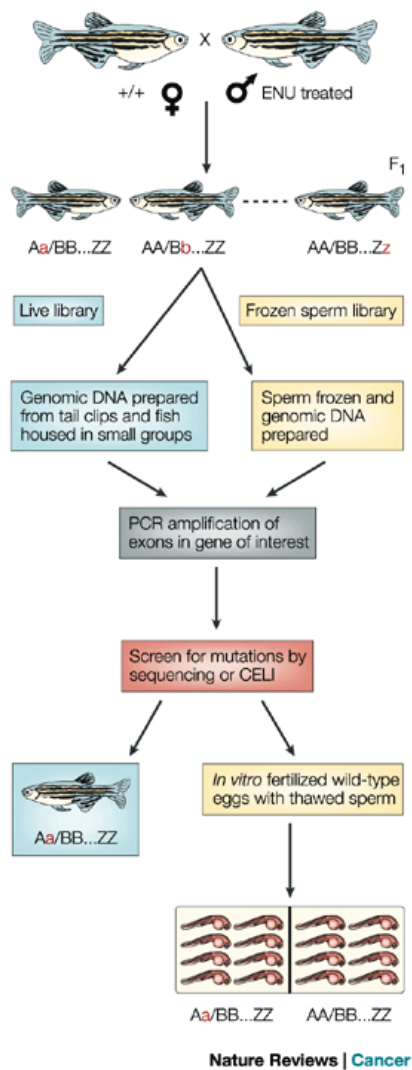 X
+/+ ♀ ♂ ENU treated
F1
Aa/BB...ZZ AA/Bb...ZZ AA/BB...Zz
Live library Frozen sperm library
Genomic DNA prepared
from tail clips and fish
housed in small groups
Sperm frozen and
genomic DNA
prepared
PCR amplification of
exons in gene of interest
Screen for mutations by
sequencing or CELI
Aa/BB...ZZ
In vitro fertilized wild-type
eggs with thawed sperm
Aa/BB...ZZ AA/BB...ZZ
Nature Reviews | Cancer